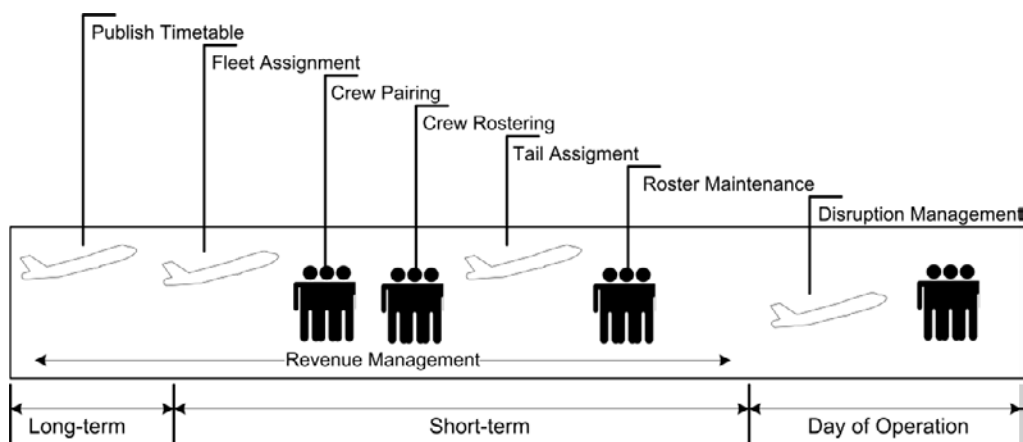 Publish Timetable
Fleet Assignment
Crew Pairing
Crew Rostering
Tail Assigment
Roster Maintenance
Disruption Management
Revenue Management
Long-term
Short-term
Day of Operation